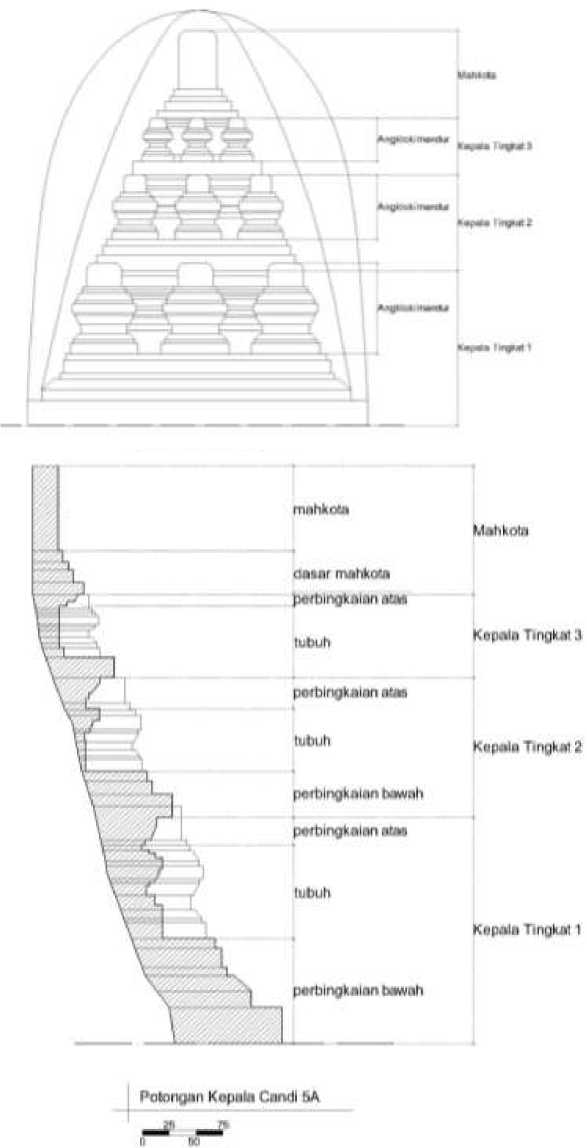 Mahkota
Angkloki/mendur
Kepala Tingkat 3
Angkloki/mendur
Kepala Tingkat 2
Angkloki/mendur
Kepala Tingkat 1
mahkota
Mahkota
dasar mahkota
perbingkaian atas
tubuh
Kepala Tingkat 3
perbingkaian atas
tubuh
Kepala Tingkat 2
perbingkaian bawah
perbingkaian atas
tubuh
Kepala Tingkat 1
perbingkaian bawah
Potongan Kepala Candi 5A
25 75
0 50